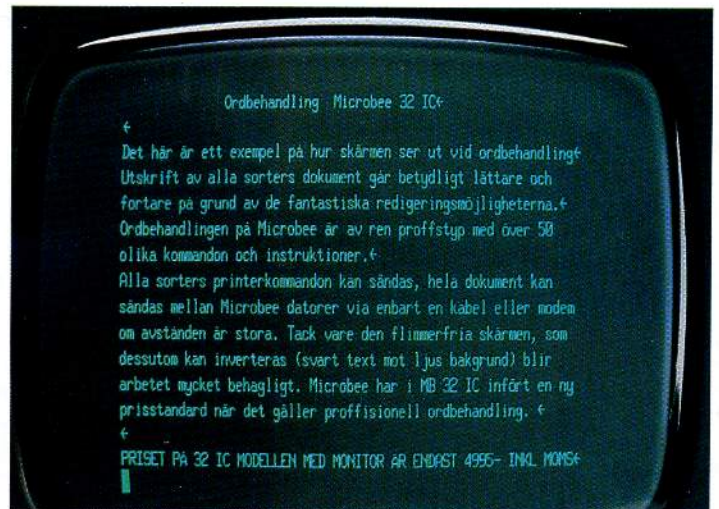 Ordbehandling Microbee 32 IC←
←
Det här är ett exempel på hur skärmen ser ut vid ordbehandling←
Utskrift av alla sorters dokument går betydligt lättare och
fortare på grund av de fantastiska redigeringsmöjligheterna.←
Ordbehandlingen på Microbee är av ren proffstyp med över 50
olika kommandon och instruktioner.←
Alla sorters printerkommandon kan sändas, hela dokument kan
sändas mellan Microbee datorer via enbart en kabel eller modem
om avstånden är stora. Tack vare den flimmerfria skärmen, som
dessutom kan inverteras (svart text mot ljus bakgrund) blir
arbetet mycket behagligt. Microbee har i MB 32 IC infört en ny
prisstandard när det gäller proffisionell ordbehandling. ←
←
PRISET PÅ 32 IC MODELLEN MED MONITOR ÄR ENDAST 4995- INKL MOMS←